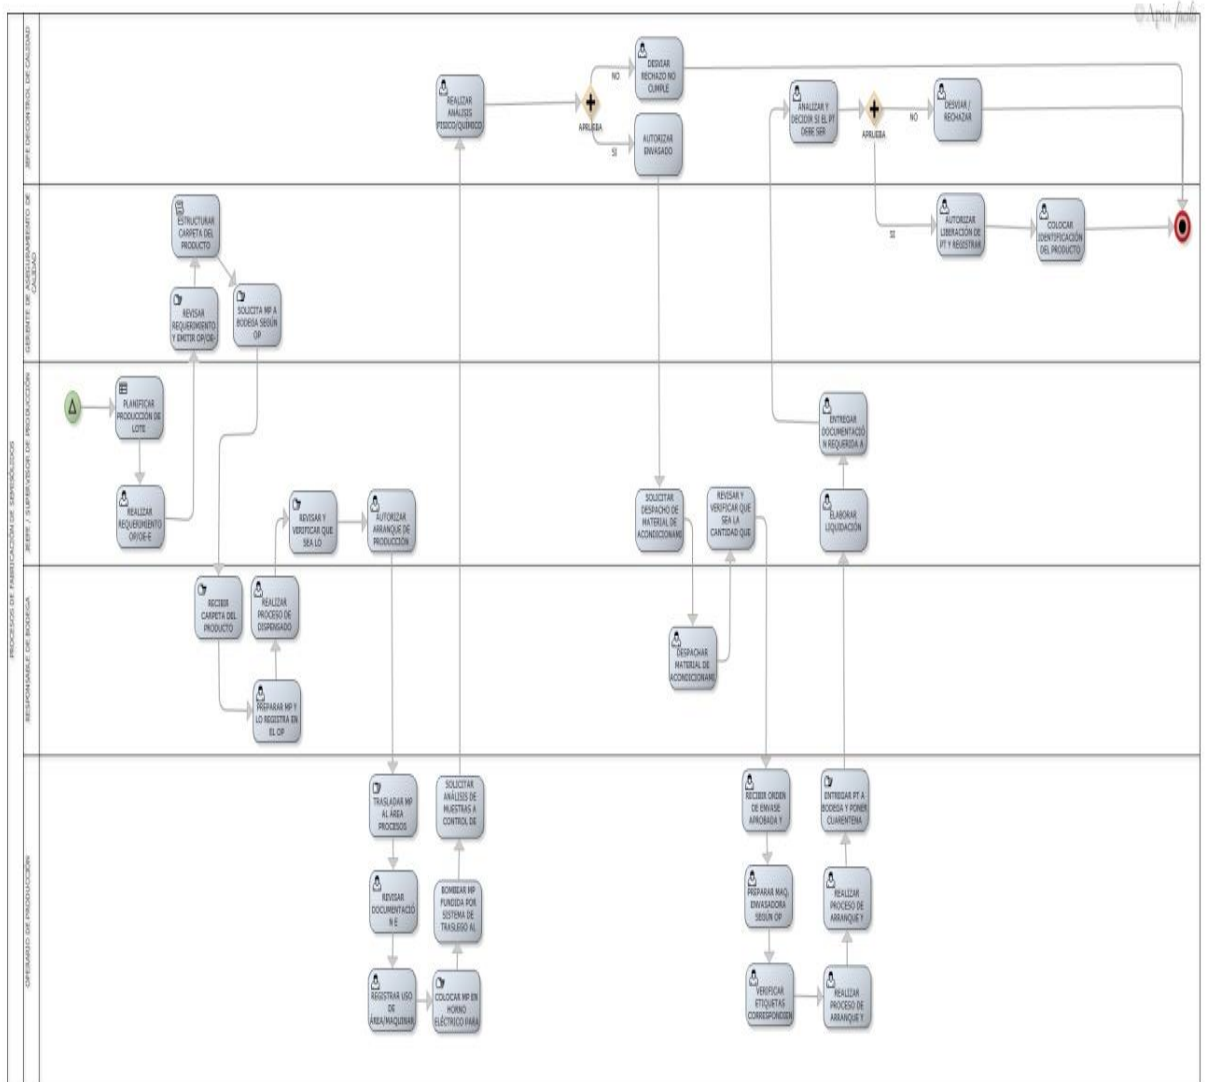 Apia facilis
PROCESOS DE FABRICACIÓN DE SEMISÓLIDOS
JEFE DECONTROL DE CALIDAD
REALIZAR
ANÁLISIS
FISICO/QUÍMICO
APRUEBA
NO
SI
DESVIAR
RECHAZO NO
CUMPLE
AUTORIZAR
ENVASADO
ANALIZAR Y
DECIDIR SI EL PT
DEBE SER
APRUEBA
NO
SI
DESVIAR /
RECHAZAR
GERENTE DE ASEGURAMIENTO DE
CALIDAD
ESTRUCTURAR
CARPETA DEL
PRODUCTO
REVISAR
REQUERIMIENTO
Y EMITIR OP/OE-
SOLICITA MP A
BODEGA SEGÚN
OP
AUTORIZAR
LIBERACIÓN DE
PT Y REGISTRAR
COLOCAR
IDENTIFICACIÓN
DEL PRODUCTO
JEEFE / SUPERVISOR DE PRODUCCIÓN
PLANIFICAR
PRODUCCIÓN DE
LOTE
REALIZAR
REQUERIMIENTO
OP/OE-E
REVISAR Y
VERIFICAR QUE
SEA LO
AUTORIZAR
ARRANQUE DE
PRODUCCIÓN
SOLICITAR
DESPACHO DE
MATERIAL DE
ACONDICIONAMI
REVISAR Y
VERIFICAR QUE
SEA LA
CANTIDAD QUE
ENTREGAR
DOCUMENTACIÓ
N REQUERIDA A
ELABORAR
LIQUIDACIÓN
RESPONSABLE DE BODEGA
RECIBIR
CARPETA DEL
PRODUCTO
REALIZAR
PROCESO DE
DISPENSADO
PREPARAR MP Y
LO REGISTRA EN
EL OP
DESPACHAR
MATERIAL DE
ACONDICIONAMI
OPERARIO DE PRODUCCIÓN
TRASLADAR MP
AL ÁREA
PROCESOS
REVISAR
DOCUMENTACIÓ
N E
REGISTRAR USO
DE
ÁREA/MAQUINAR
COLOCAR MP EN
HORNO
ELÉCTRICO PARA
BOMBEAR MP
FUNDIDA POR
SISTEMA DE
TRASLEGO AL
SOLICITAR
ANÁLISIS DE
MUESTRAS A
CONTROL DE
RECIBIR ORDEN
DE ENVASE
APROBADA Y
PREPARAR MAQ.
ENVASADORA
SEGÚN OP
VERIFICAR
ETIQUETAS
CORRESPONDIEN
REALIZAR
PROCESO DE
ARRANQUE Y
REALIZAR
PROCESO DE
ARRANQUE Y
ENTREGAR PT A
BODEGA Y PONER
CUARENTENA